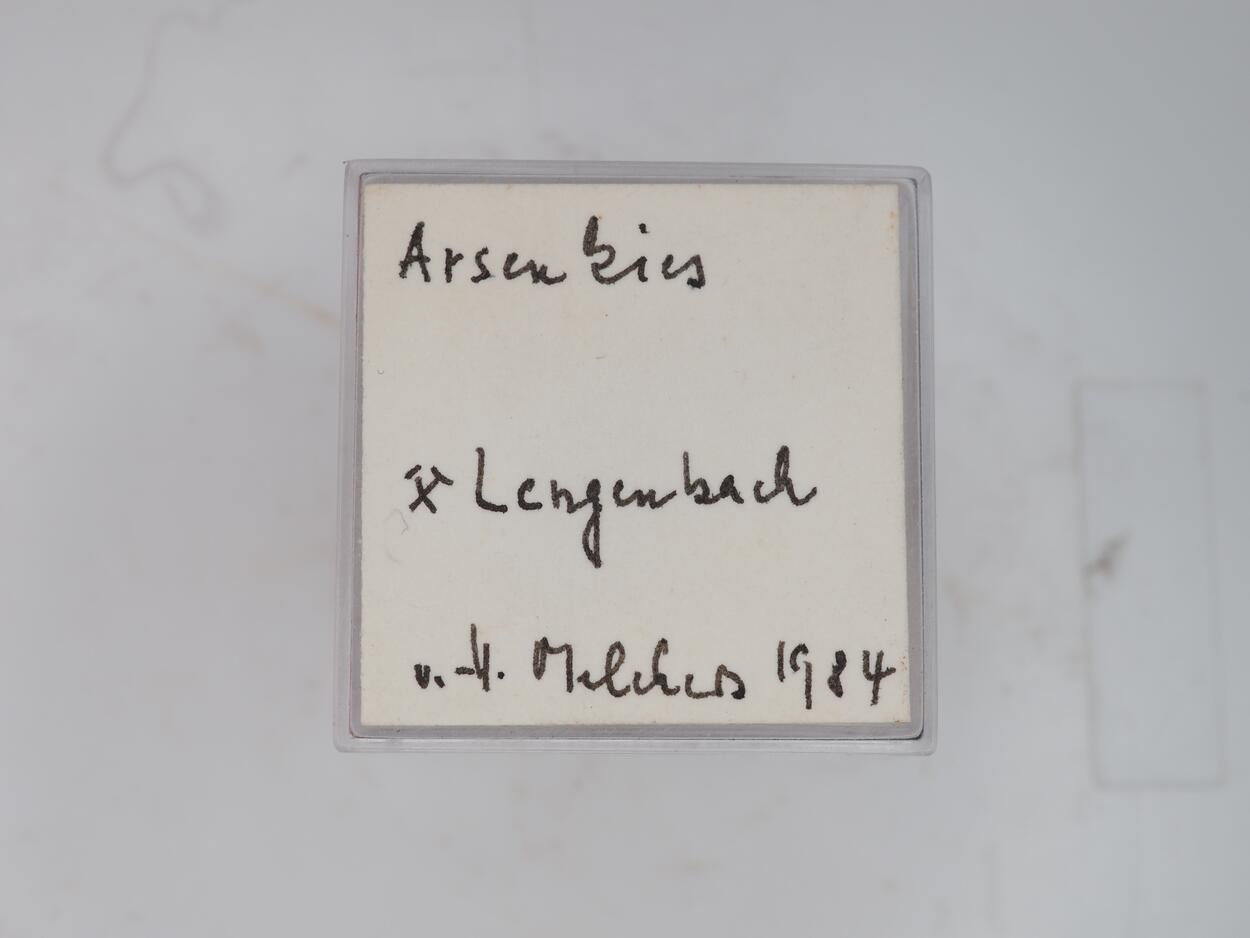 Arsenkies
⚒ Lengenbach
v. H. Melchers 1984